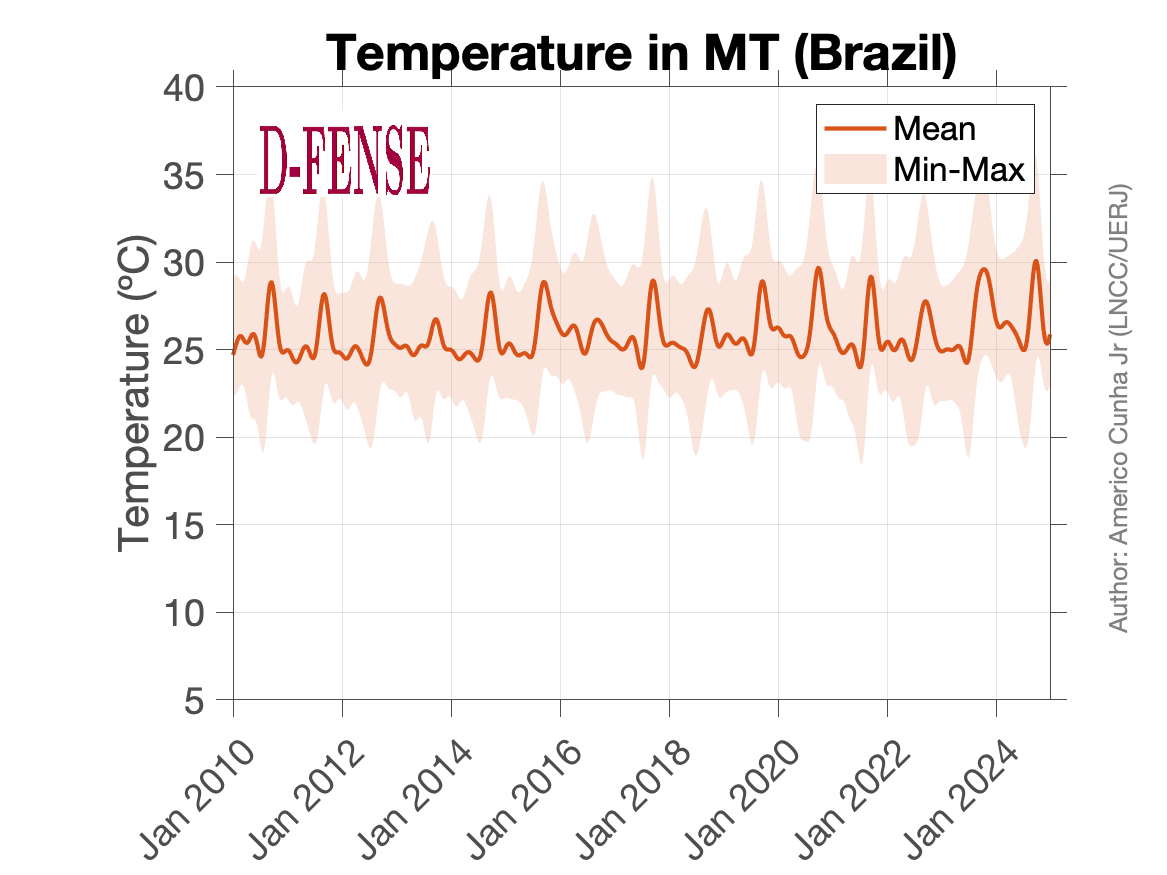 Temperature in MT (Brazil)
D-FENSE
Mean
Min-Max
Temperature (ºC)
40
35
30
25
20
15
10
5
Jan 2010
Jan 2012
Jan 2014
Jan 2016
Jan 2018
Jan 2020
Jan 2022
Jan 2024
Author: Americo Cunha Jr (LNCC/UERJ)